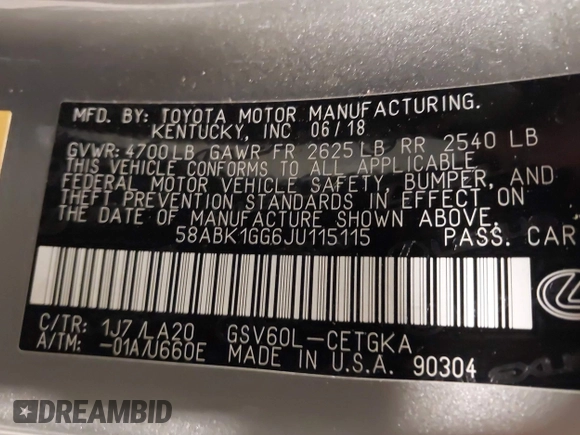 MFD. BY: TOYOTA MOTOR MANUFACTURING.
KENTUCKY, INC 06/18
GVWR: 4700LB GAWR FR 2625LB RR 2540 LB
THIS VEHICLE CONFORMS TO ALL APPLICABLE
FEDERAL MOTOR VEHICLE SAFETY, BUMPER, AND
THEFT PREVENTION STANDARDS IN EFFECT ON
THE DATE OF MANUFACTURE SHOWN ABOVE.
58ABK1GG6JU115115 PASS. CAR
C/TR: 1J7/LA20 GSV60L-CETGKA
A/TM: -01A/U660E MADE IN U.S.A. 90304
DREAMBID